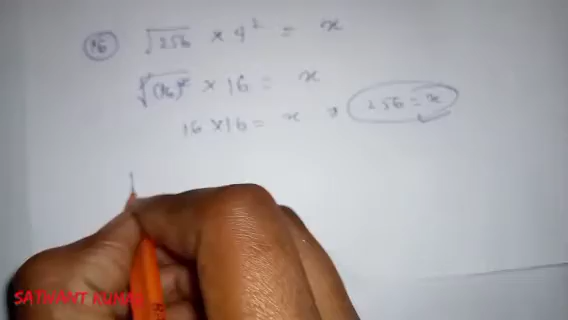 16 √256 × 4² = x
√(16)² × 16 = x
16 × 16 = x , 256 = x
SATWANT KUMAR